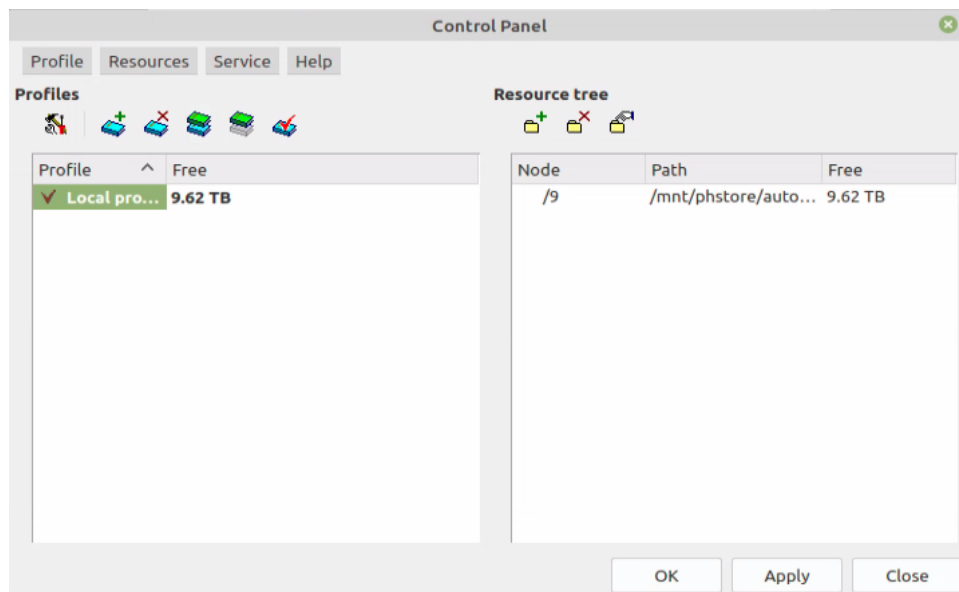 Control Panel
Profile Resources Service Help
Profiles
Resource tree
Profile Free
Local pro... 9.62 TB
Node Path Free
/9 /mnt/phstore/auto... 9.62 TB
OK Apply Close